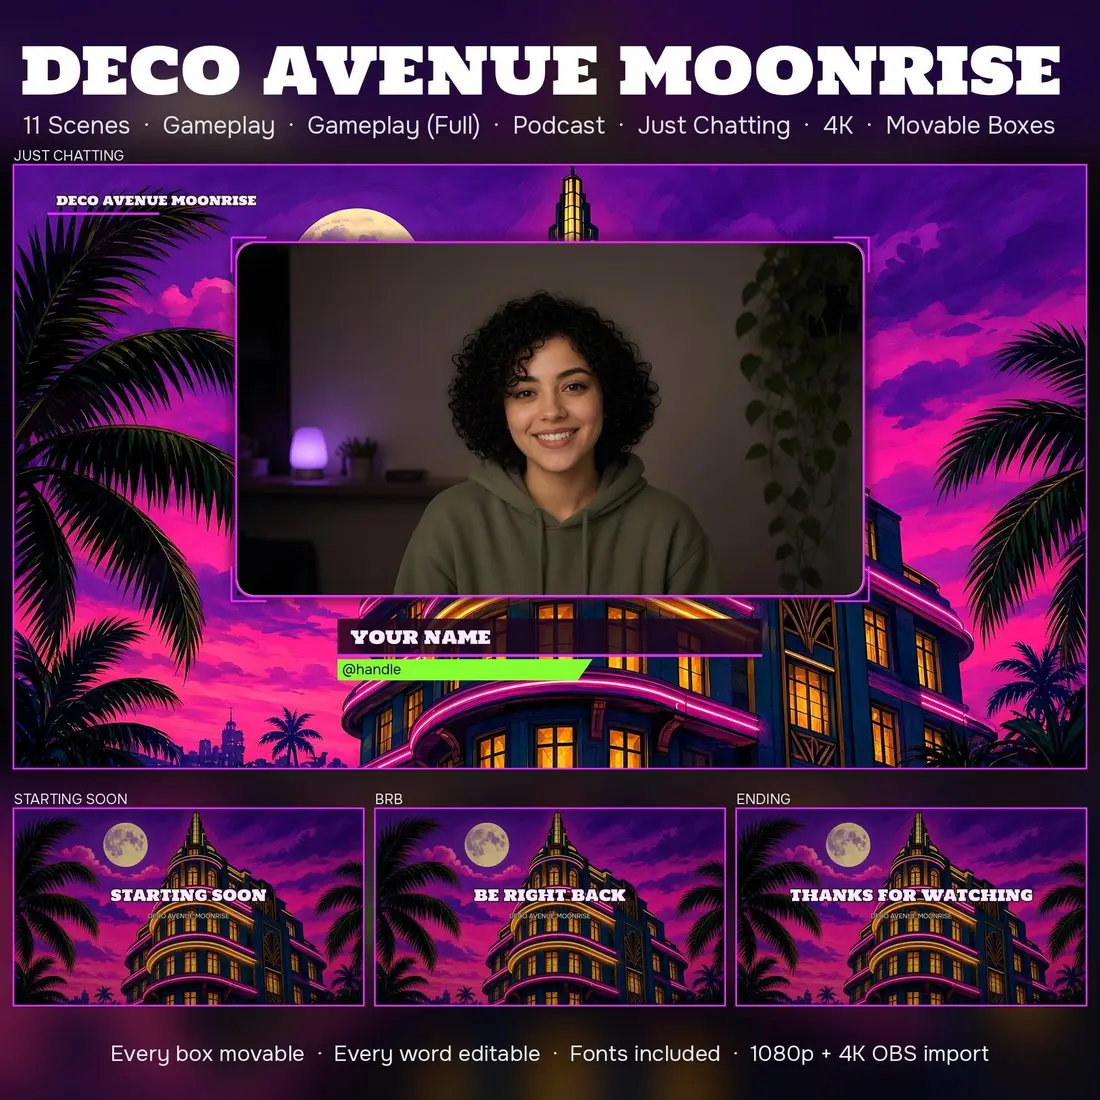 DECO AVENUE MOONRISE
11 Scenes · Gameplay · Gameplay (Full) · Podcast · Just Chatting · 4K · Movable Boxes
JUST CHATTING
DECO AVENUE MOONRISE
YOUR NAME
@handle
STARTING SOON
BRB
ENDING
STARTING SOON
DECO AVENUE MOONRISE
BE RIGHT BACK
DECO AVENUE MOONRISE
THANKS FOR WATCHING
DECO AVENUE MOONRISE
Every box movable · Every word editable · Fonts included · 1080p + 4K OBS import